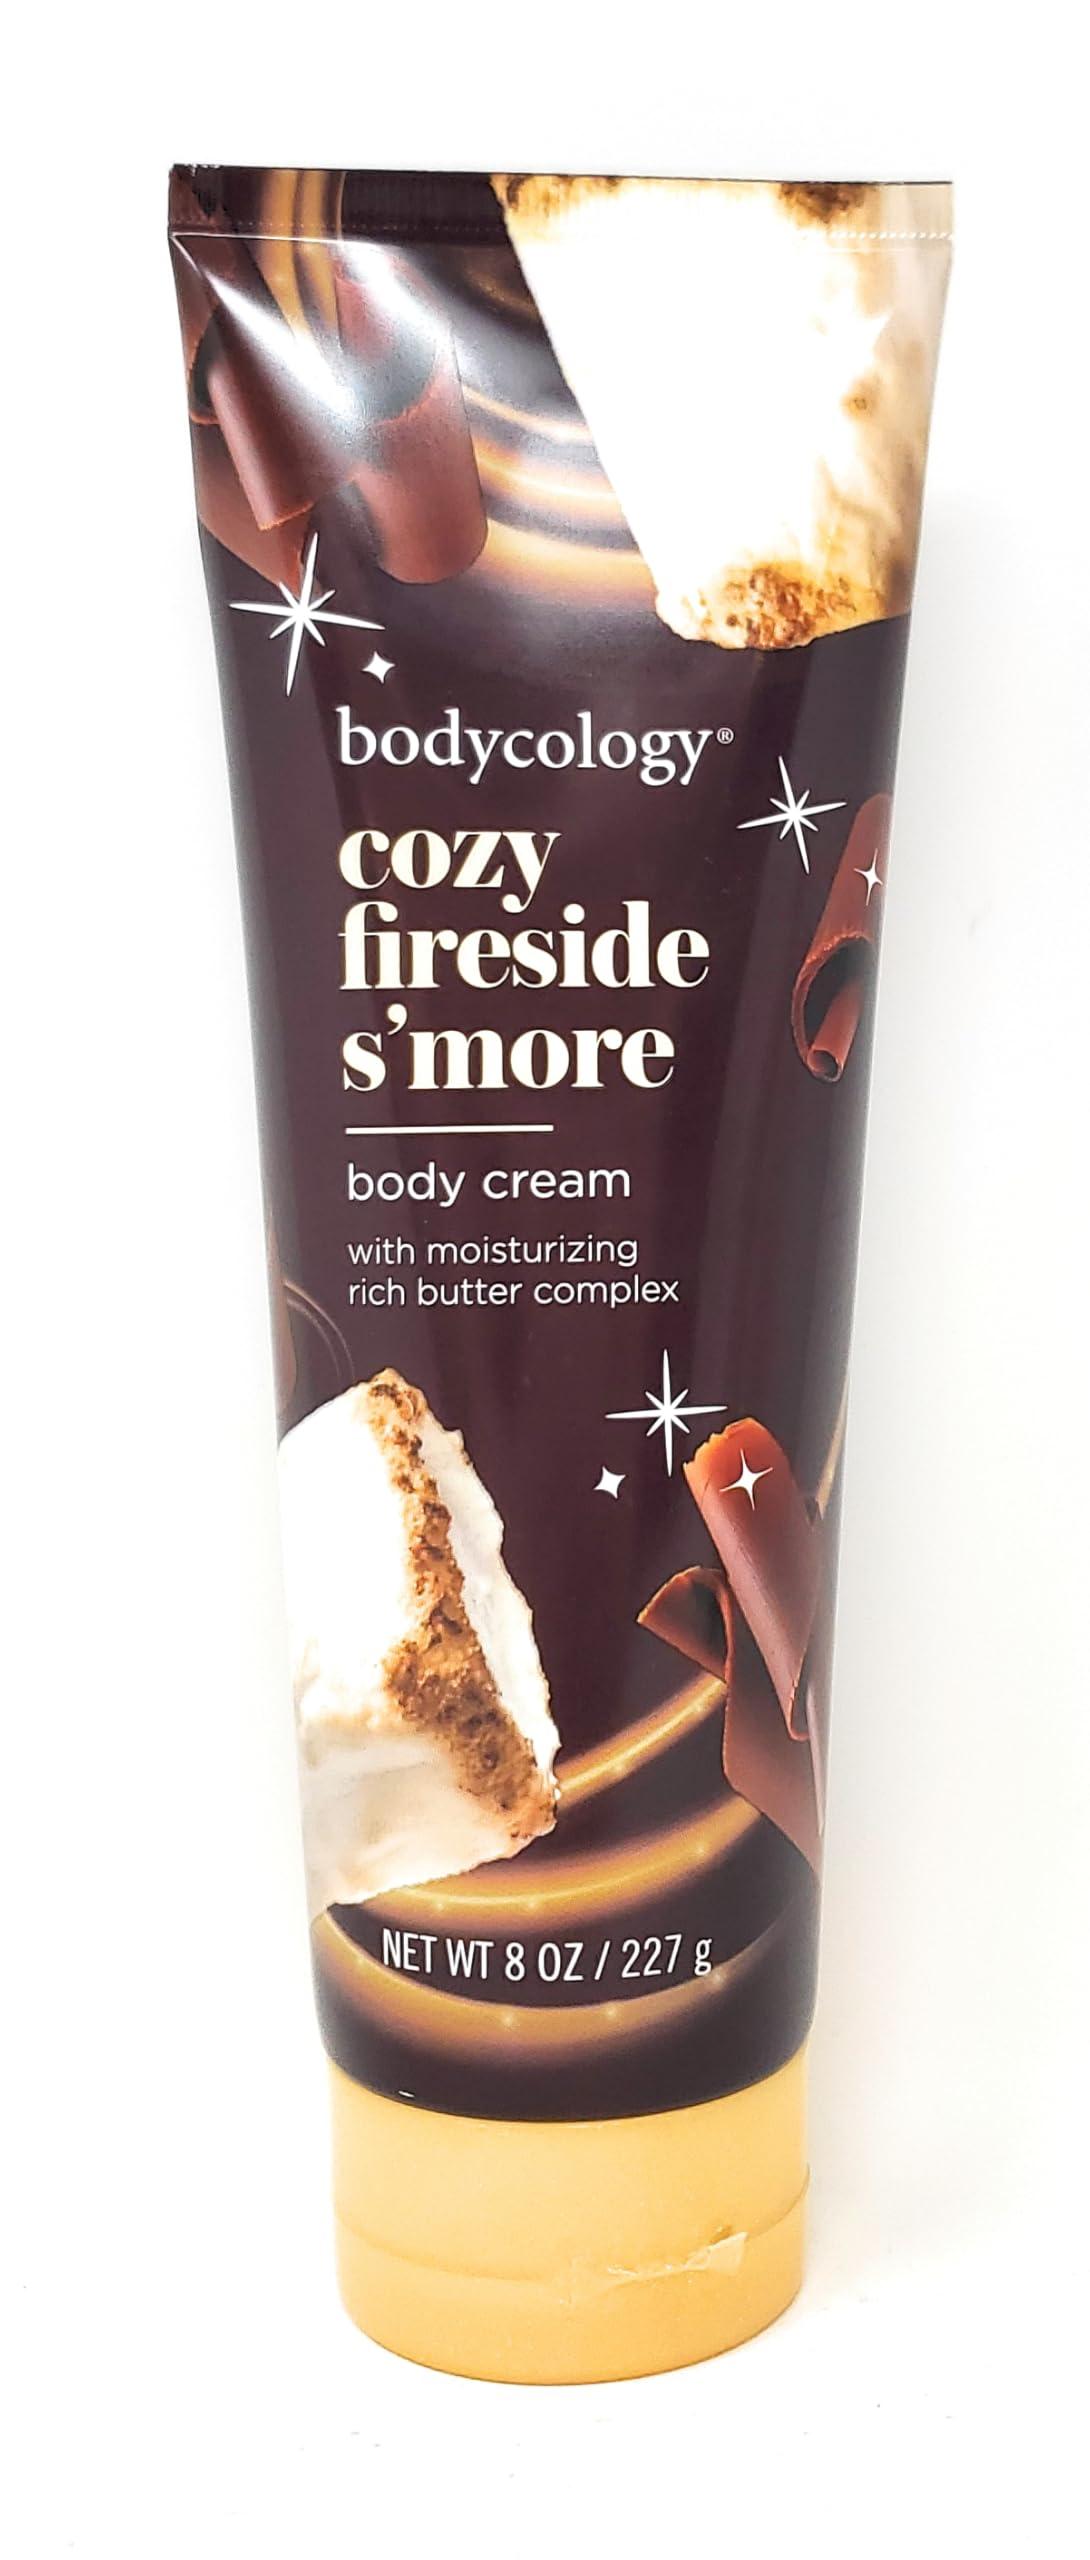 bodycology®
cozy
fireside
s'more
body cream
with moisturizing
rich butter complex
NET WT 8 OZ / 227 g